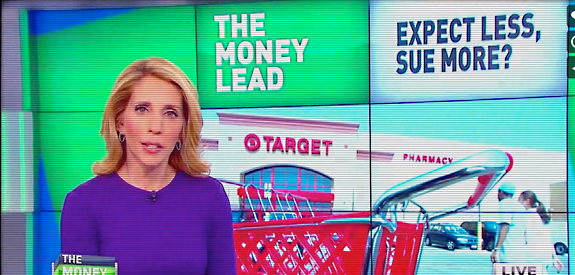 THE
MONEY
LEAD
EXPECT LESS,
SUE MORE?
TARGET
PHARMACY
THE
MONEY
LIVE